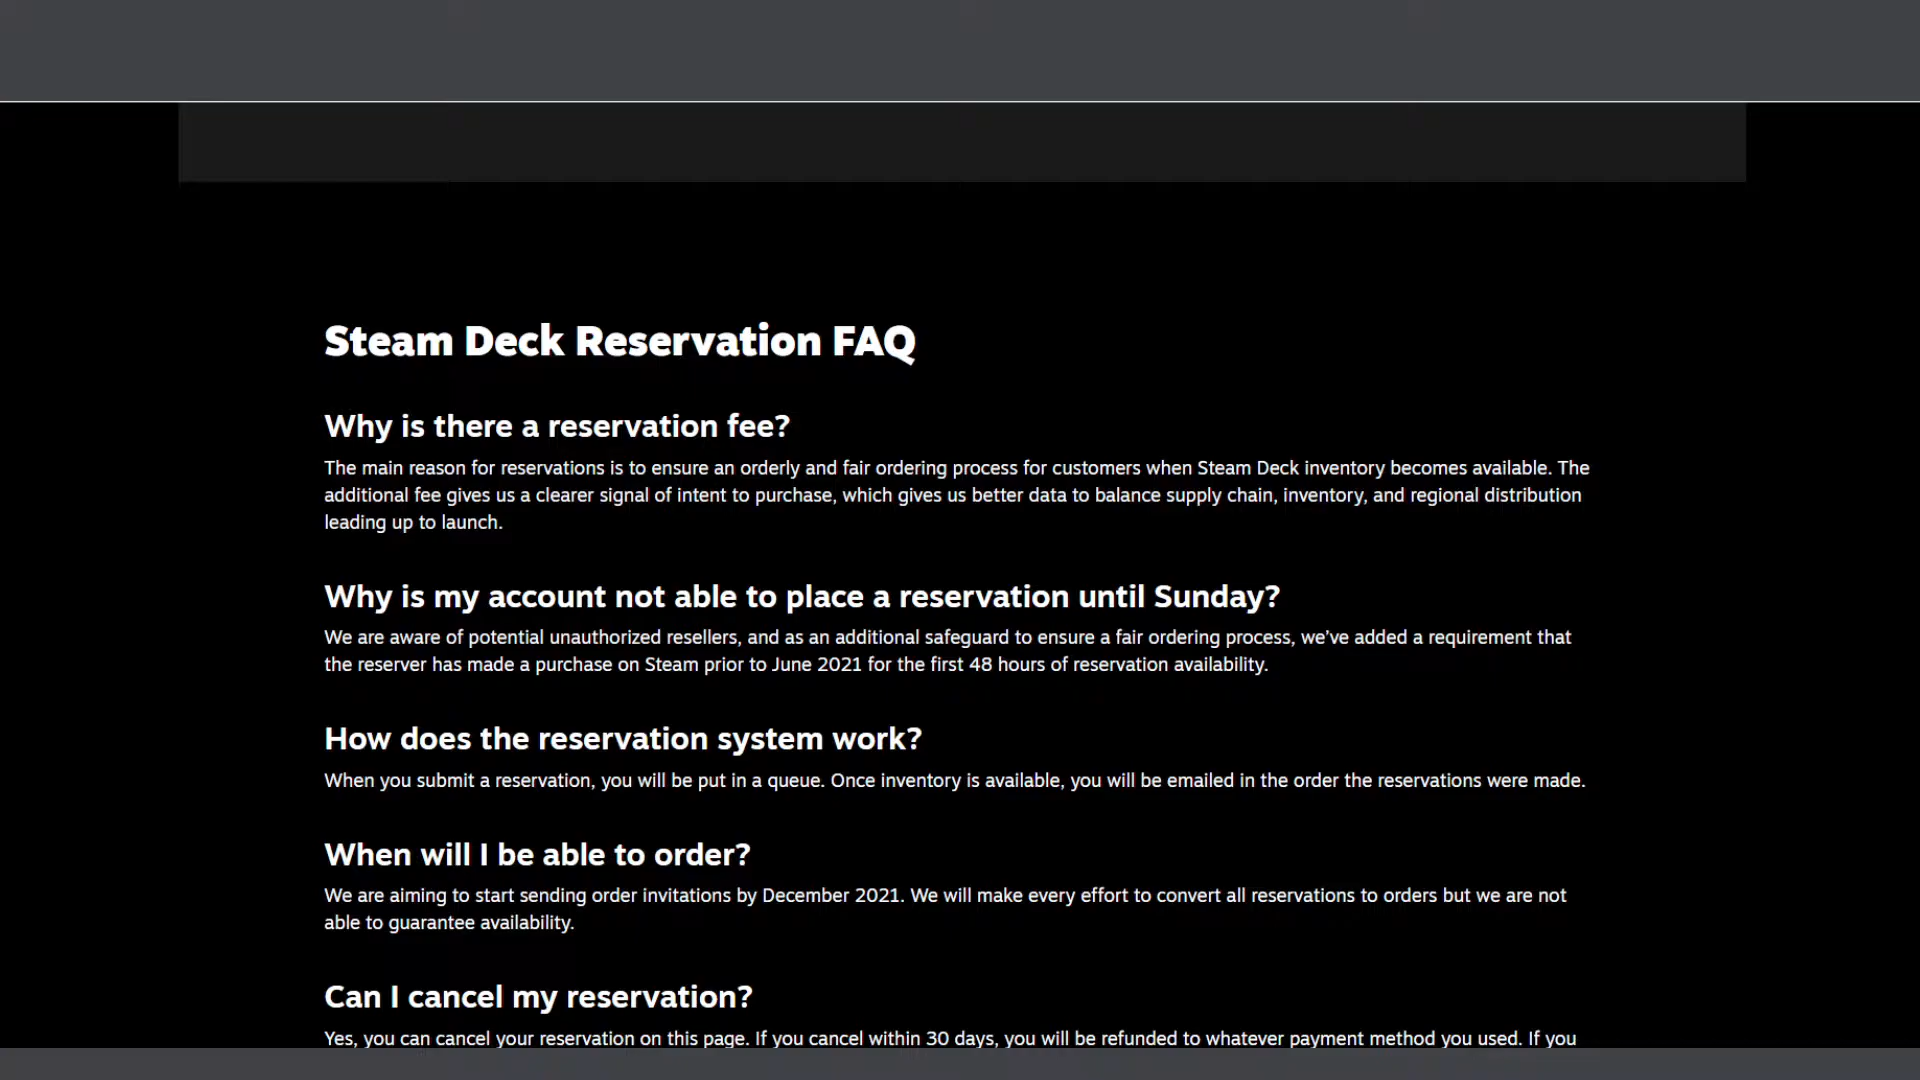 Steam Deck Reservation FAQ
Why is there a reservation fee?
The main reason for reservations is to ensure an orderly and fair ordering process for customers when Steam Deck inventory becomes available. The
additional fee gives us a clearer signal of intent to purchase, which gives us better data to balance supply chain, inventory, and regional distribution
leading up to launch.
Why is my account not able to place a reservation until Sunday?
We are aware of potential unauthorized resellers, and as an additional safeguard to ensure a fair ordering process, we’ve added a requirement that
the reserver has made a purchase on Steam prior to June 2021 for the first 48 hours of reservation availability.
How does the reservation system work?
When you submit a reservation, you will be put in a queue. Once inventory is available, you will be emailed in the order the reservations were made.
When will I be able to order?
We are aiming to start sending order invitations by December 2021. We will make every effort to convert all reservations to orders but we are not
able to guarantee availability.
Can I cancel my reservation?
Yes, you can cancel your reservation on this page. If you cancel within 30 days, you will be refunded to whatever payment method you used. If you